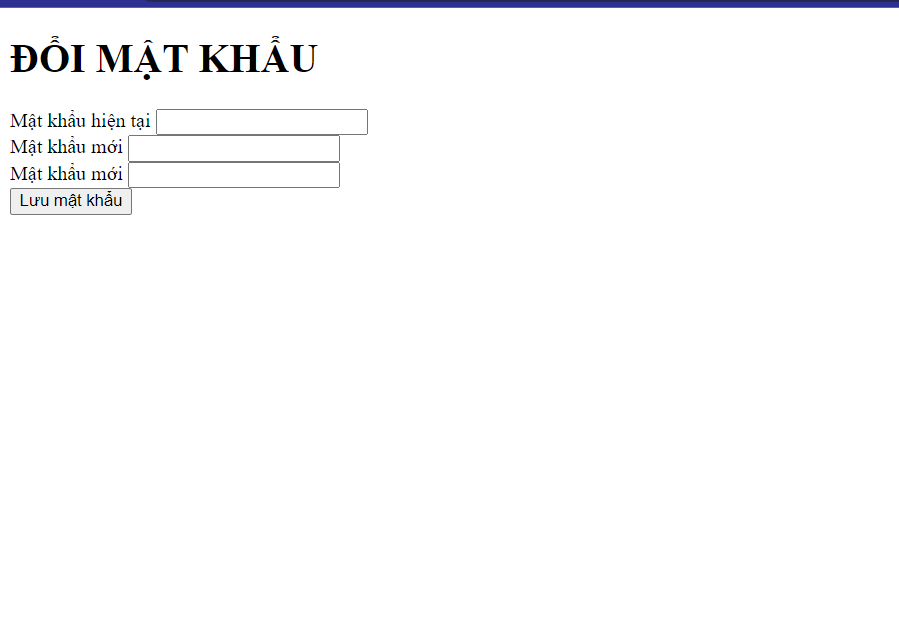 ĐỔI MẬT KHẨU
Mật khẩu hiện tại
Mật khẩu mới
Mật khẩu mới
Lưu mật khẩu